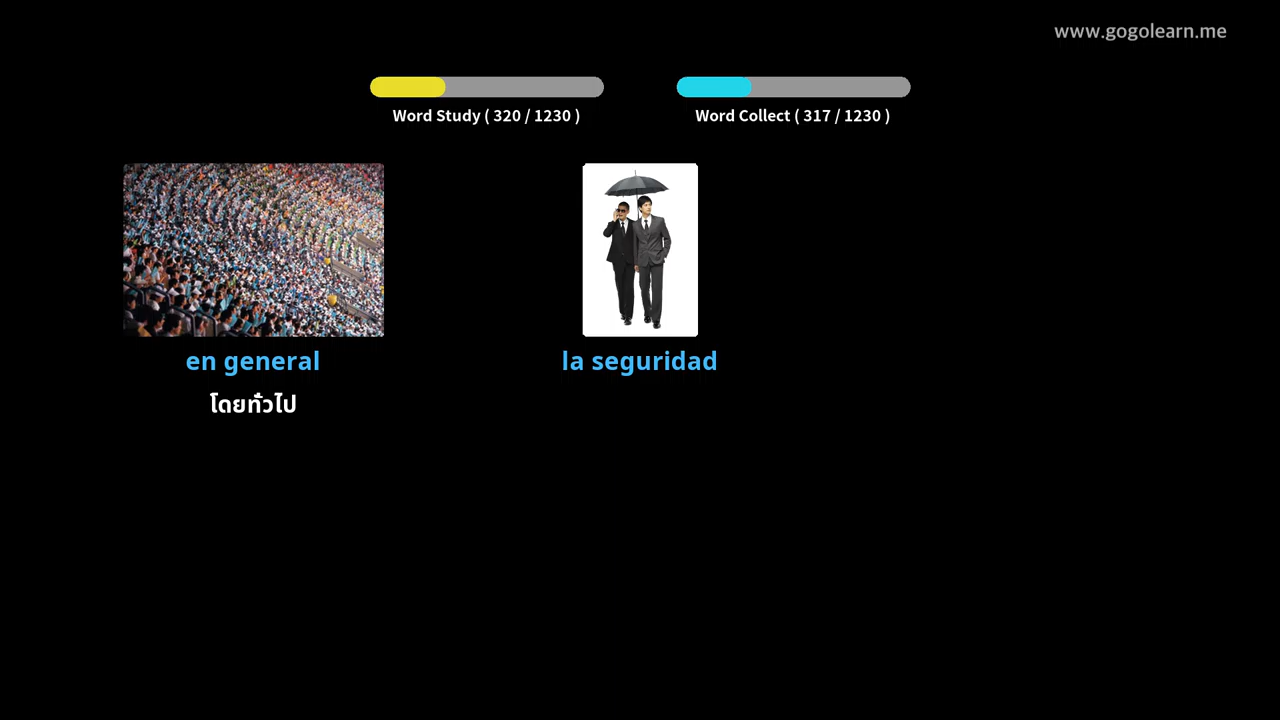 www.gogolearn.me
Word Study ( 320 / 1230 )
Word Collect ( 317 / 1230 )
en general
โดยทั่วไป
la seguridad